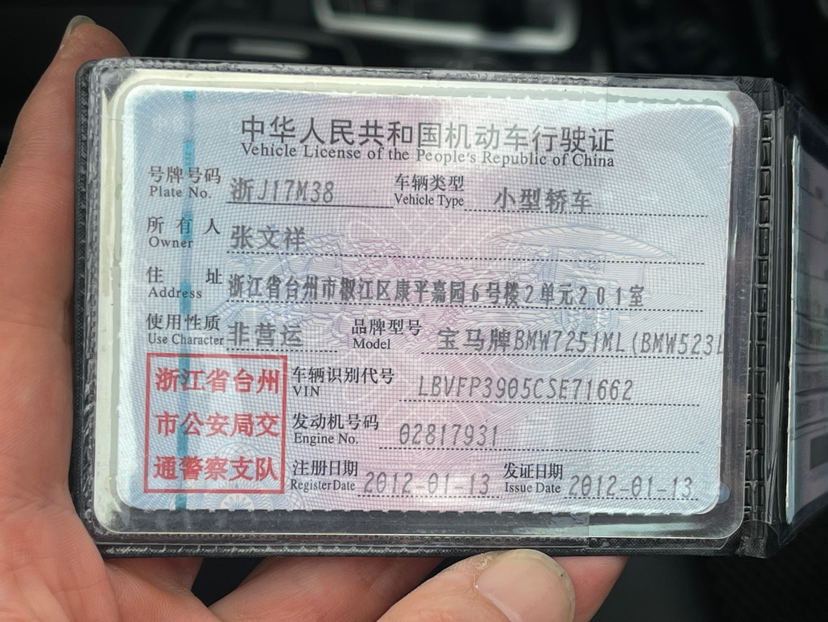 中华人民共和国机动车行驶证
Vehicle License of the People's Republic of China
号牌号码 浙J17M38 车辆类型 小型轿车
Plate No. Vehicle Type
所有人 张文祥
Owner
住址 浙江省台州市椒江区康平嘉园6号楼2单元201室
Address
使用性质 非营运 品牌型号 宝马牌BMW7251ML(BMW523L
Use Character Model
浙江省台州 车辆识别代号 LBVFP3905CSE71662
VIN
市公安局交 发动机号码 02817931
Engine No.
通警察支队 注册日期 2012-01-13 发证日期 2012-01-13
Register Date Issue Date